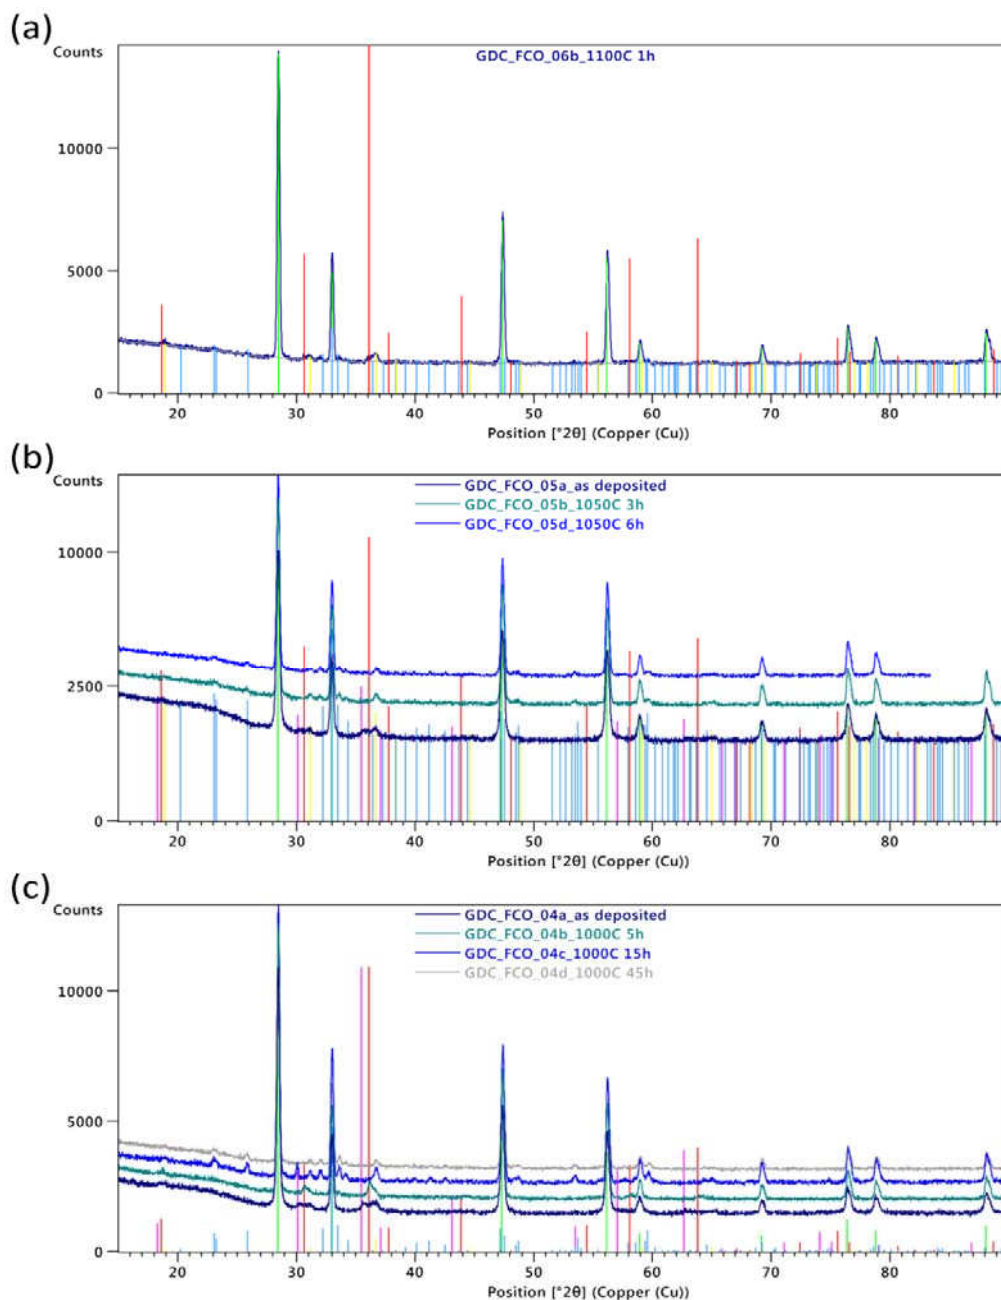 (a)
Counts
GDC_FCO_06b_1100C 1h
10000
5000
0
20 30 40 50 60 70 80
Position [°2θ] (Copper (Cu))
(b)
Counts
GDC_FCO_05a_as deposited
GDC_FCO_05b_1050C 3h
GDC_FCO_05d_1050C 6h
10000
2500
0
20 30 40 50 60 70 80
Position [°2θ] (Copper (Cu))
(c)
Counts
GDC_FCO_04a_as deposited
GDC_FCO_04b_1000C 5h
GDC_FCO_04c_1000C 15h
GDC_FCO_04d_1000C 45h
10000
5000
0
20 30 40 50 60 70 80
Position [°2θ] (Copper (Cu))